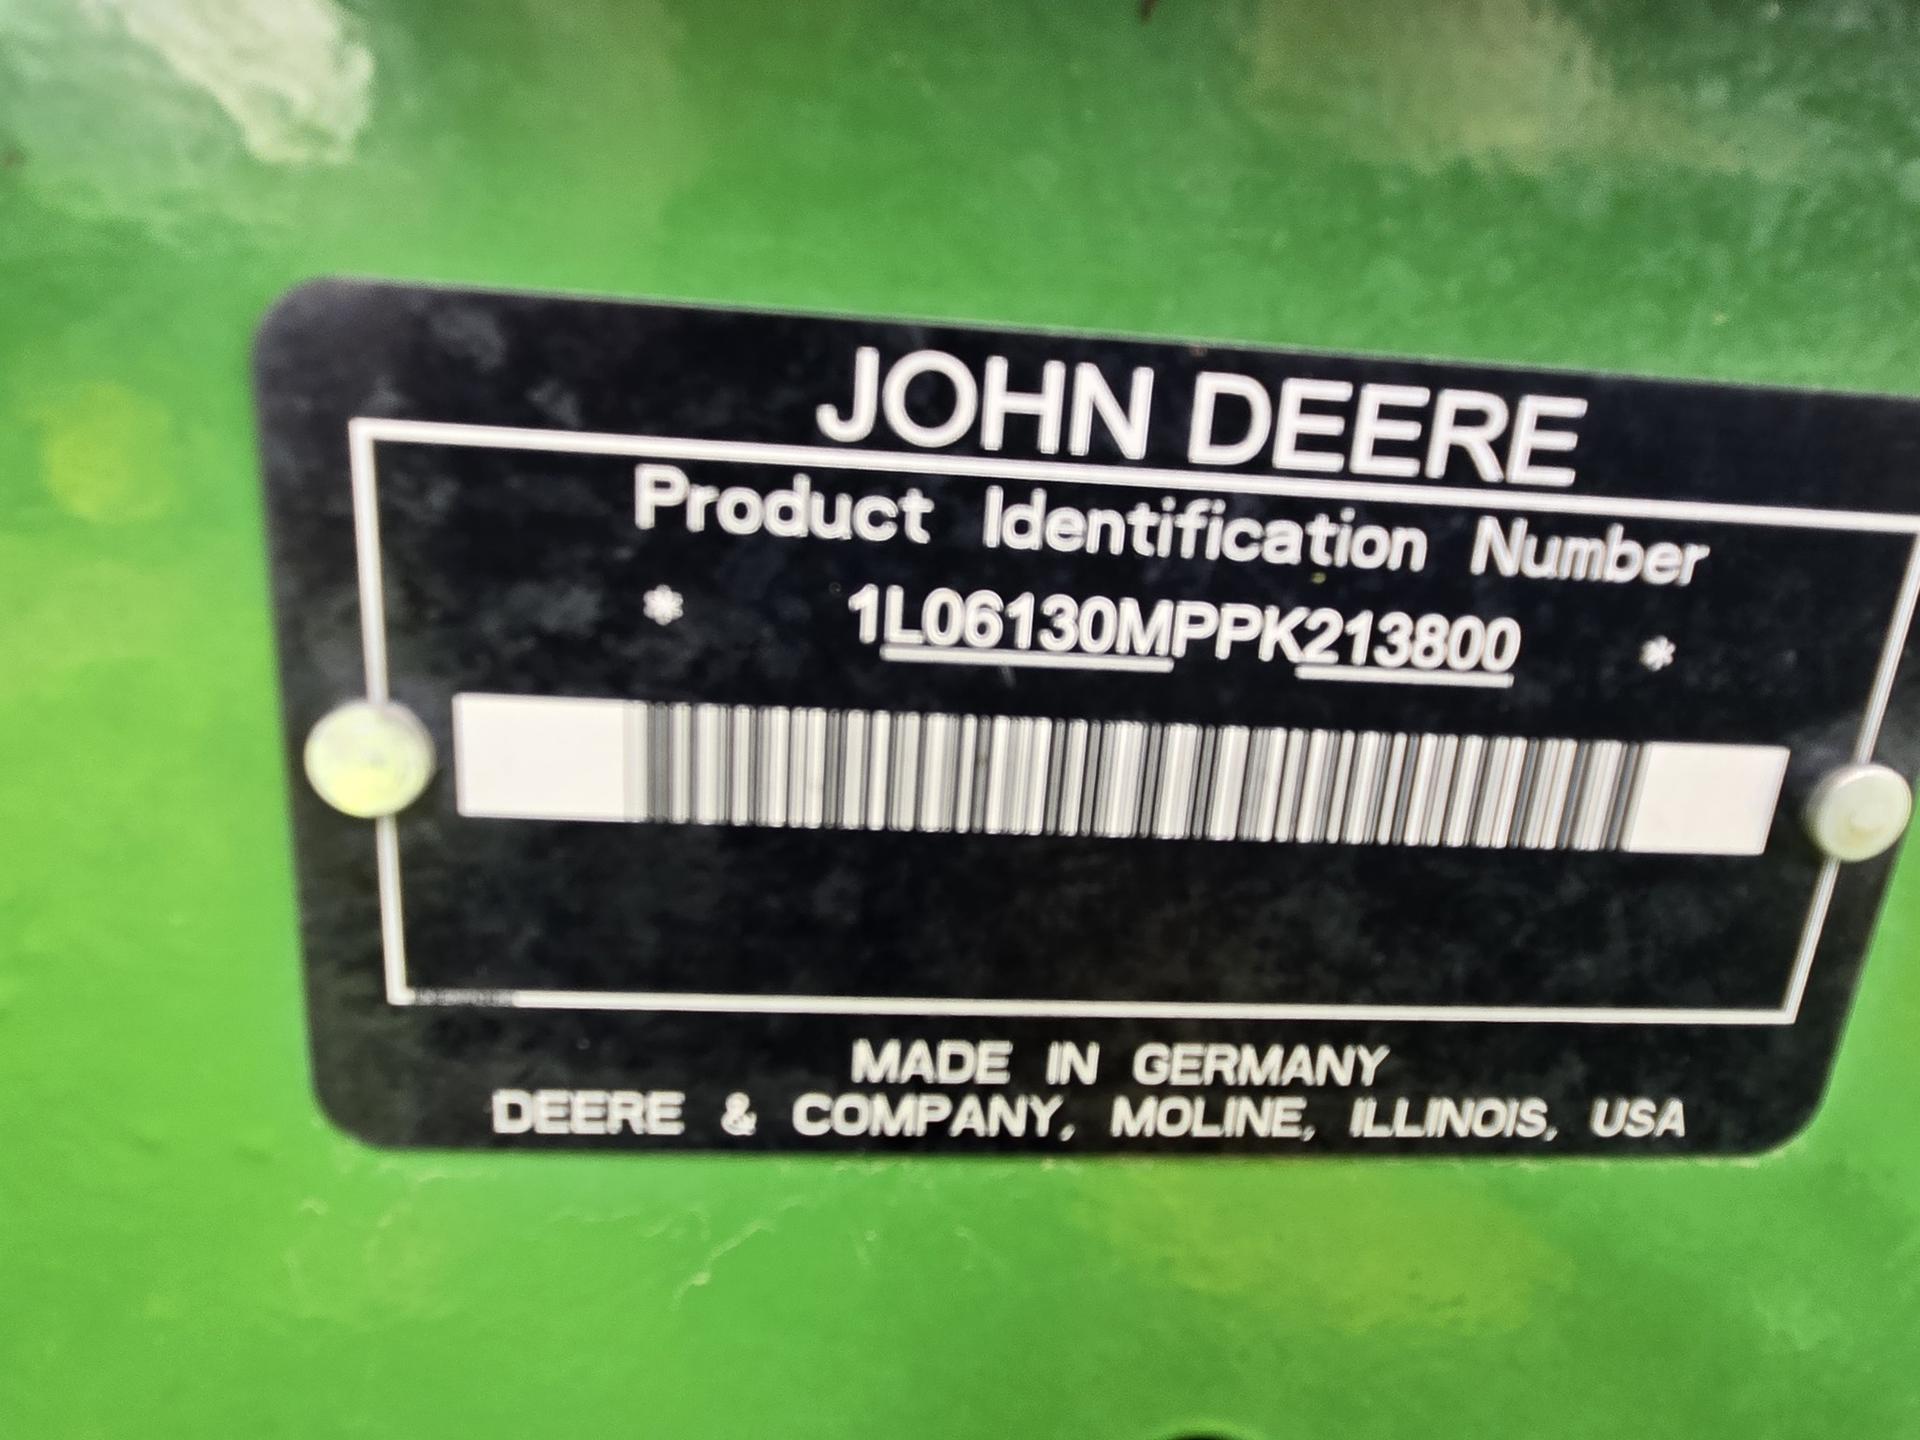 JOHN DEERE
Product Identification Number
* 1L06130MPPK213800 *
MADE IN GERMANY
DEERE & COMPANY, MOLINE, ILLINOIS, USA